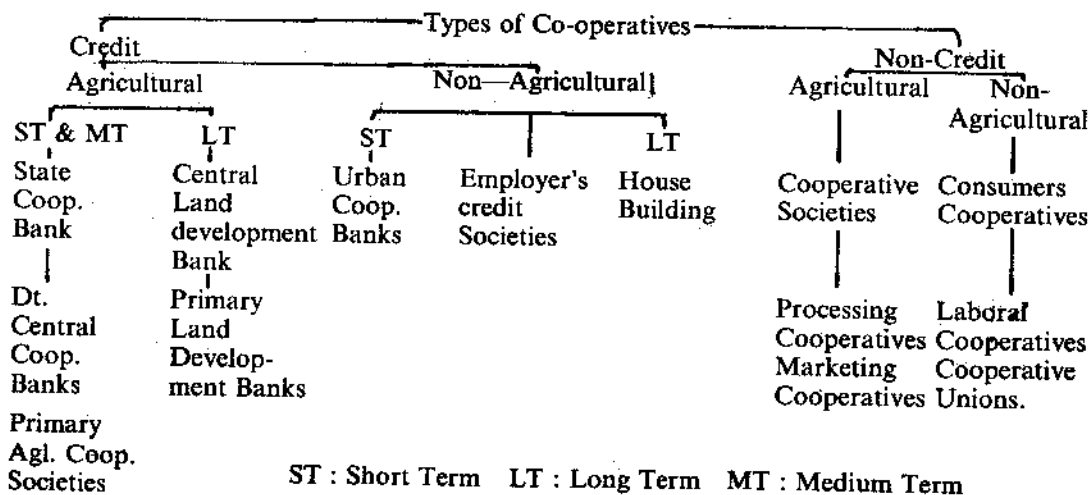 Types of Co-operatives
Credit
Non-Credit
Agricultural
Non—Agricultural
Agricultural
Non-
Agricultural
ST & MT
LT
ST
LT
State
Coop.
Bank
Central
Land
development
Bank
Urban
Coop.
Banks
Employer's
credit
Societies
House
Building
Cooperative
Societies
Consumers
Cooperatives
Dt.
Central
Coop.
Banks
Primary
Land
Develop-
ment Banks
Processing
Cooperatives
Marketing
Cooperatives
Laboral
Cooperatives
Cooperative
Unions.
Primary
Agl. Coop.
Societies
ST : Short Term LT : Long Term MT : Medium Term